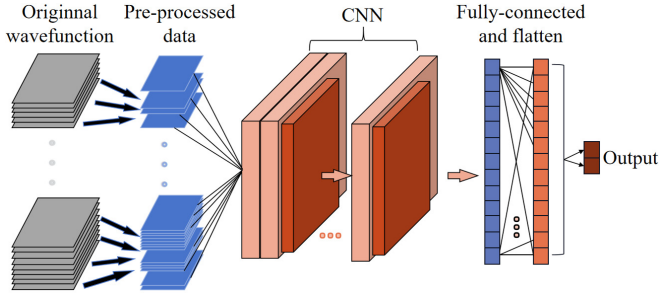 Originnal
wavefunction
Pre-processed
data
CNN
Fully-connected
and flatten
Output